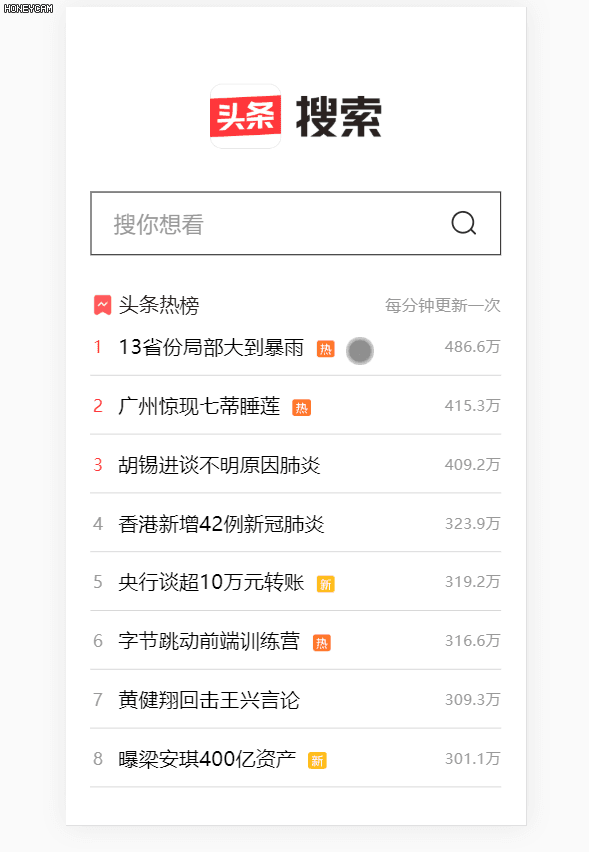 HONEYCAM
头条 搜索
搜你想看
头条热榜 每分钟更新一次
1 13省份局部大到暴雨 热 486.6万
2 广州惊现七蒂睡莲 热 415.3万
3 胡锡进谈不明原因肺炎 409.2万
4 香港新增42例新冠肺炎 323.9万
5 央行谈超10万元转账 新 319.2万
6 字节跳动前端训练营 热 316.6万
7 黄健翔回击王兴言论 309.3万
8 曝梁安琪400亿资产 新 301.1万